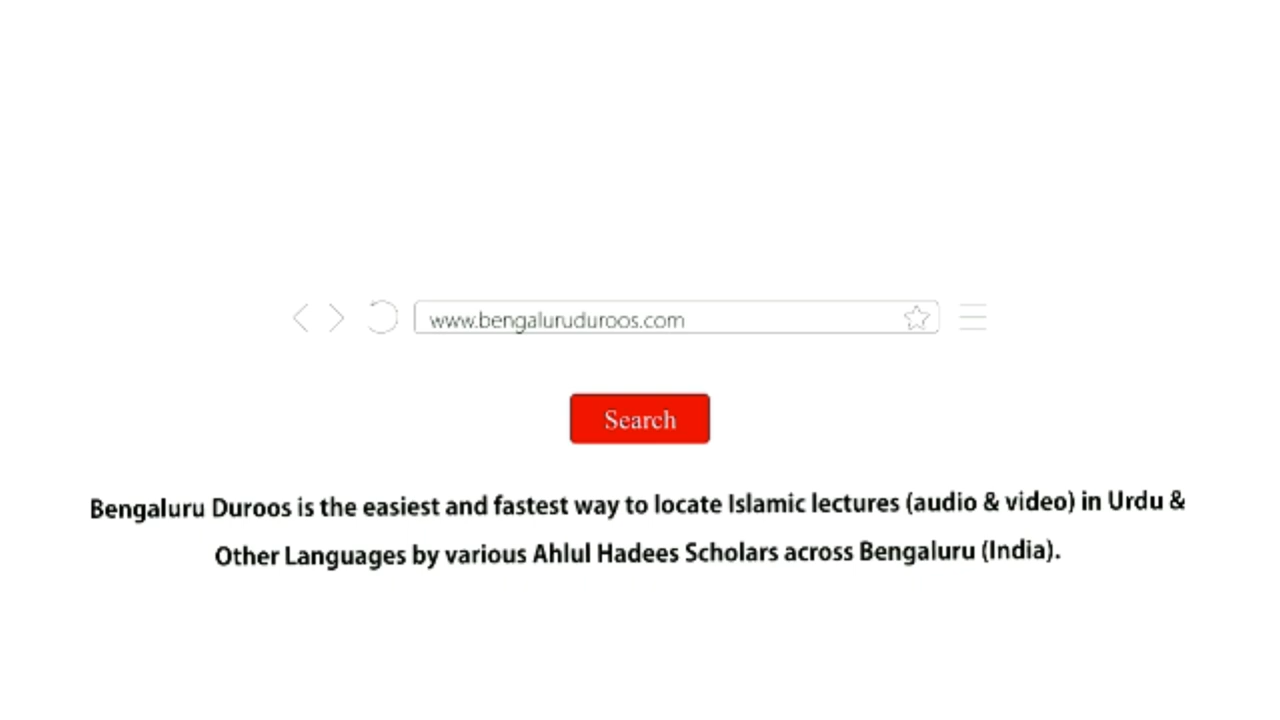 www.bengaluruduroos.com
Search
Bengaluru Duroos is the easiest and fastest way to locate Islamic lectures (audio & video) in Urdu &
Other Languages by various Ahlul Hadees Scholars across Bengaluru (India).